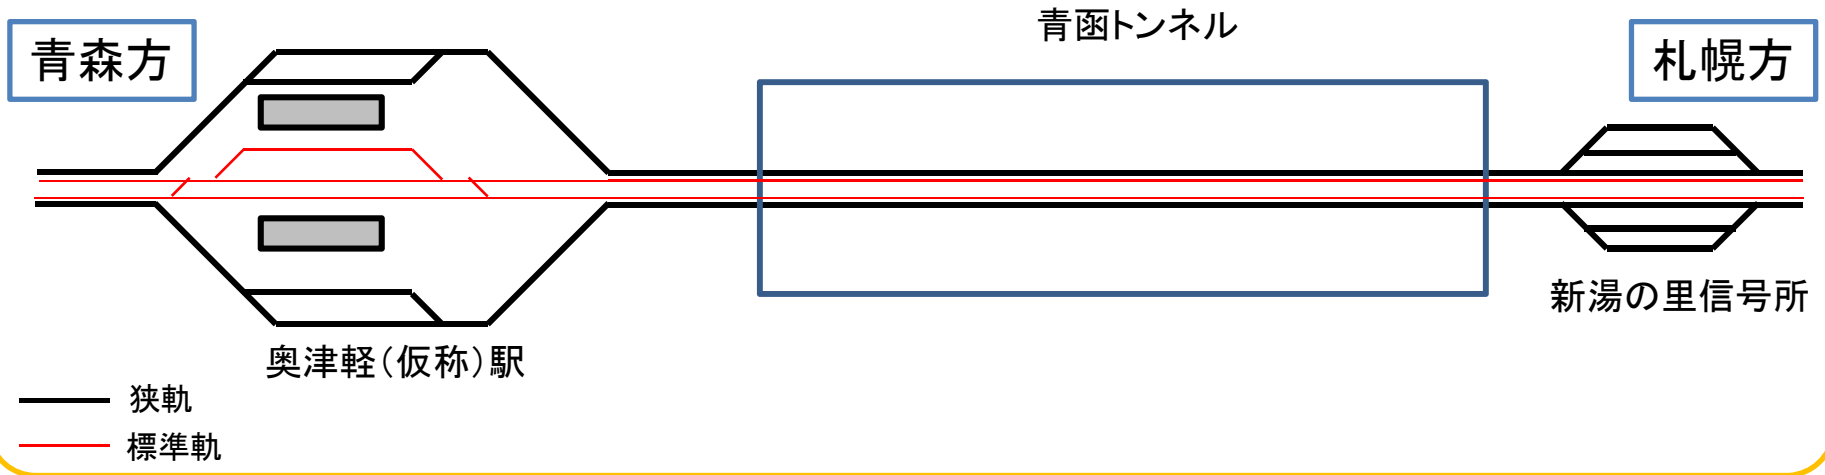 青函トンネル
青森方
札幌方
新湯の里信号所
奥津軽(仮称)駅
狭軌
標準軌